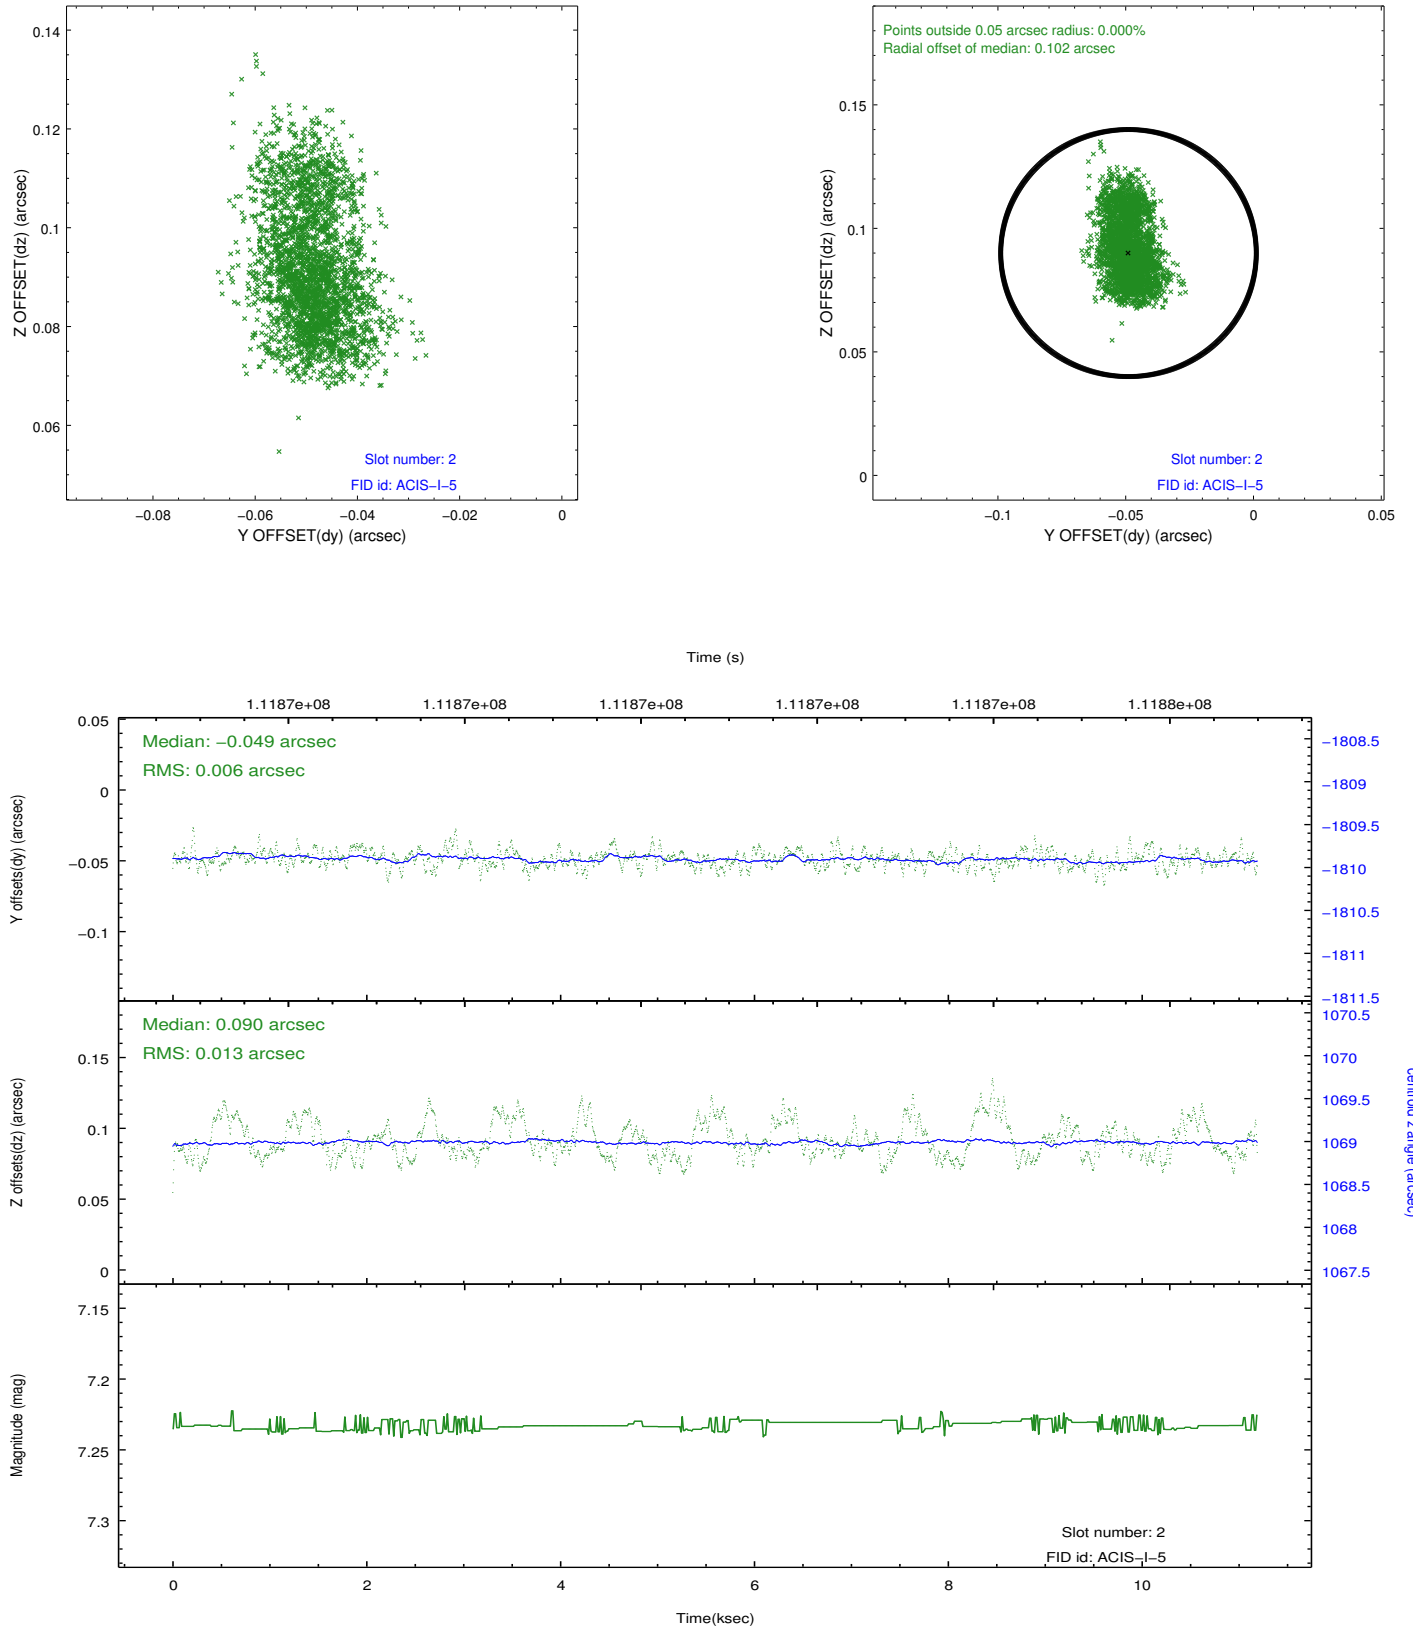 0.14
0.12
0.1
0.08
0.06
Z OFFSET(dz) (arcsec)
Slot number: 2
FID id: ACIS−I−5
−0.08
−0.06
−0.04
−0.02
0
Y OFFSET(dy) (arcsec)
Points outside 0.05 arcsec radius: 0.000%
Radial offset of median: 0.102 arcsec
0.15
0.1
0.05
0
Z OFFSET(dz) (arcsec)
Slot number: 2
FID id: ACIS−I−5
−0.1
−0.05
0
0.05
Y OFFSET(dy) (arcsec)
Time (s)
1.1187e+08
1.1187e+08
1.1187e+08
1.1187e+08
1.1187e+08
1.1188e+08
Median: −0.049 arcsec
RMS: 0.006 arcsec
0.05
0
−0.05
−0.1
Y offsets(dy) (arcsec)
−1808.5
−1809
−1809.5
−1810
−1810.5
−1811
−1811.5
Median: 0.090 arcsec
RMS: 0.013 arcsec
0.15
0.1
0.05
0
Z offsets(dz) (arcsec)
1070.5
1070
1069.5
1069
1068.5
1068
1067.5
centroid z angle (arcsec)
7.15
7.2
7.25
7.3
Magnitude (mag)
Slot number: 2
FID id: ACIS−I−5
0
2
4
6
8
10
Time(ksec)